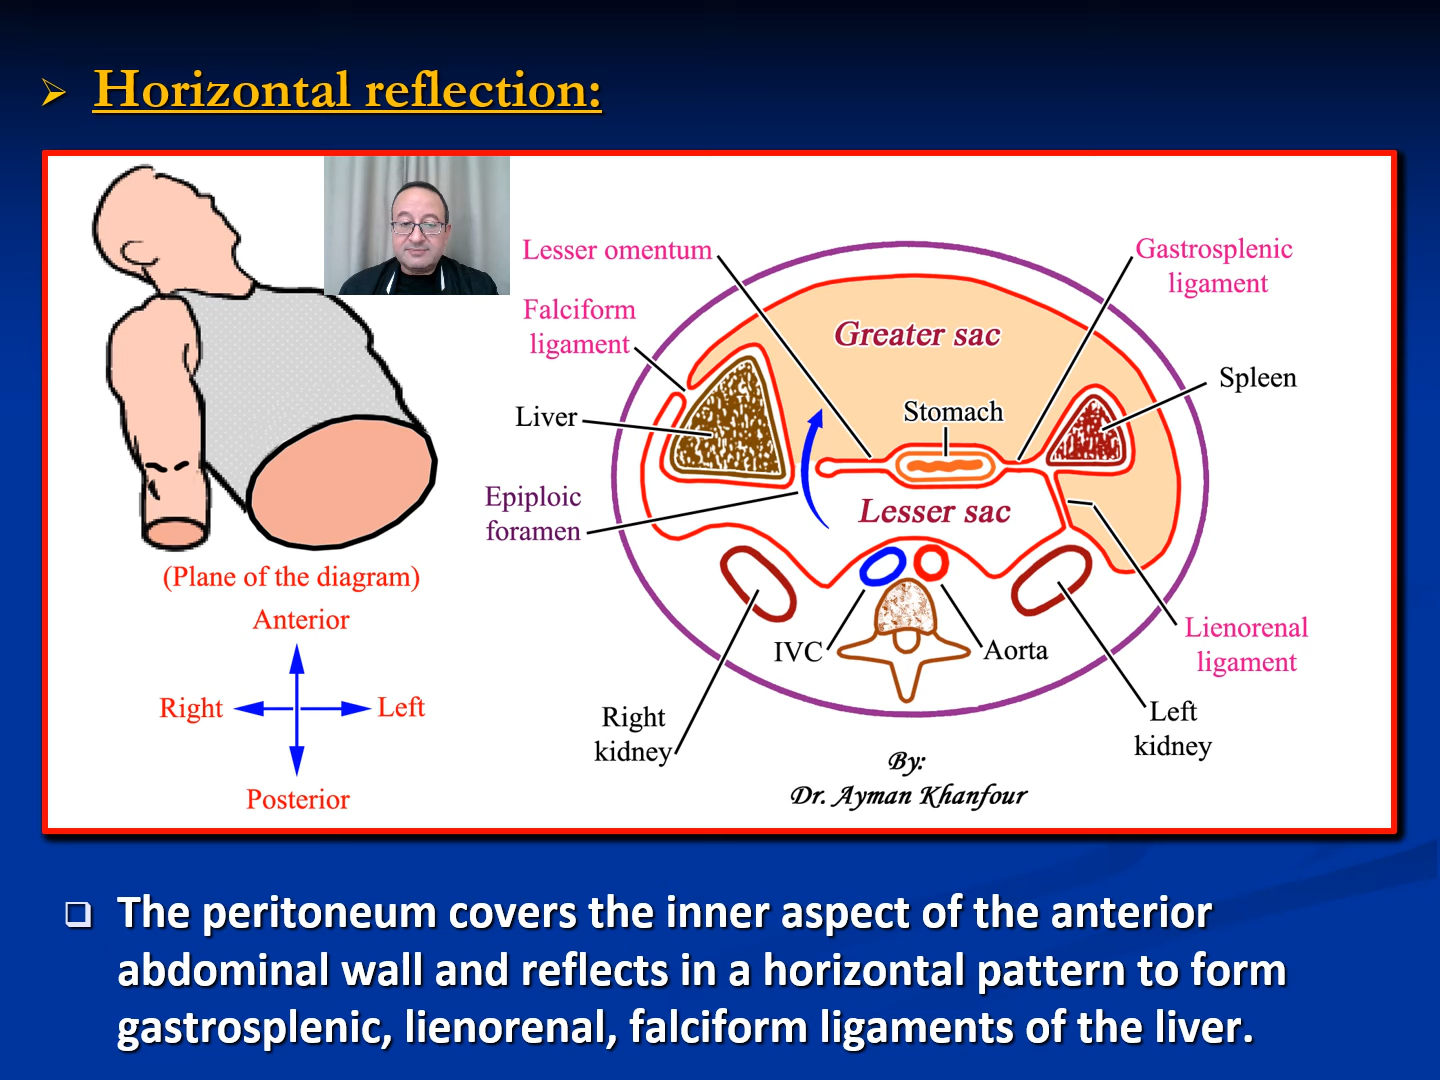 Horizontal reflection:
Lesser omentum
Falciform
ligament
Liver
Epiploic
foramen
Greater sac
Stomach
Lesser sac
Gastrosplenic
ligament
Spleen
Lienorenal
ligament
IVC
Aorta
Right
kidney
Left
kidney
By:
Dr. Ayman Khanfour
(Plane of the diagram)
Anterior
Right
Left
Posterior
The peritoneum covers the inner aspect of the anterior
abdominal wall and reflects in a horizontal pattern to form
gastrosplenic, lienorenal, falciform ligaments of the liver.